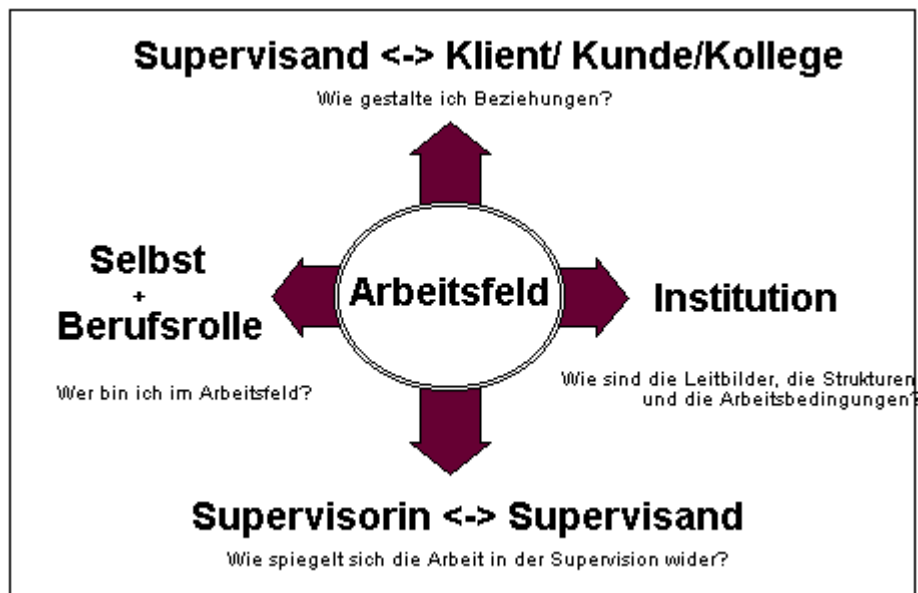 Supervisand <-> Klient/ Kunde/Kollege
Wie gestalte ich Beziehungen?
Selbst
+
Berufsrolle
Wer bin ich im Arbeitsfeld?
Arbeitsfeld
Institution
Wie sind die Leitbilder, die Strukturen
und die Arbeitsbedingungen?
Supervisorin <-> Supervisand
Wie spiegelt sich die Arbeit in der Supervision wider?